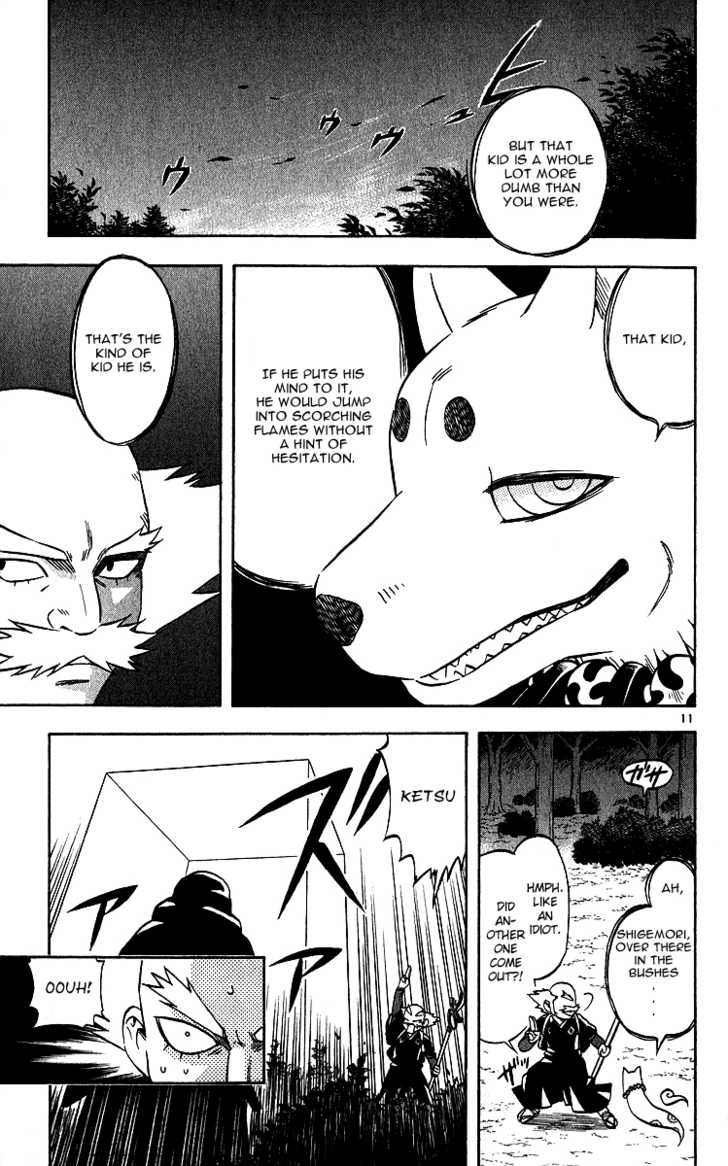 ヒュウウウ
BUT THAT
KID IS A WHOLE
LOT MORE
DUMB THAN
YOU WERE.
THAT KID,
IF HE PUTS HIS
MIND TO IT,
HE WOULD JUMP
INTO SCORCHING
FLAMES WITHOUT
A HINT OF
HESITATION.
THAT'S THE
KIND OF
KID HE IS.
11
ガサ
AH,
SHIGEMORI,
OVER THERE
IN THE
BUSHES
. . . .
HMPH.
LIKE
AN
IDIOT.
DID
AN-
OTHER
ONE
COME
OUT?!
KETSU
ズアア
OOUH!